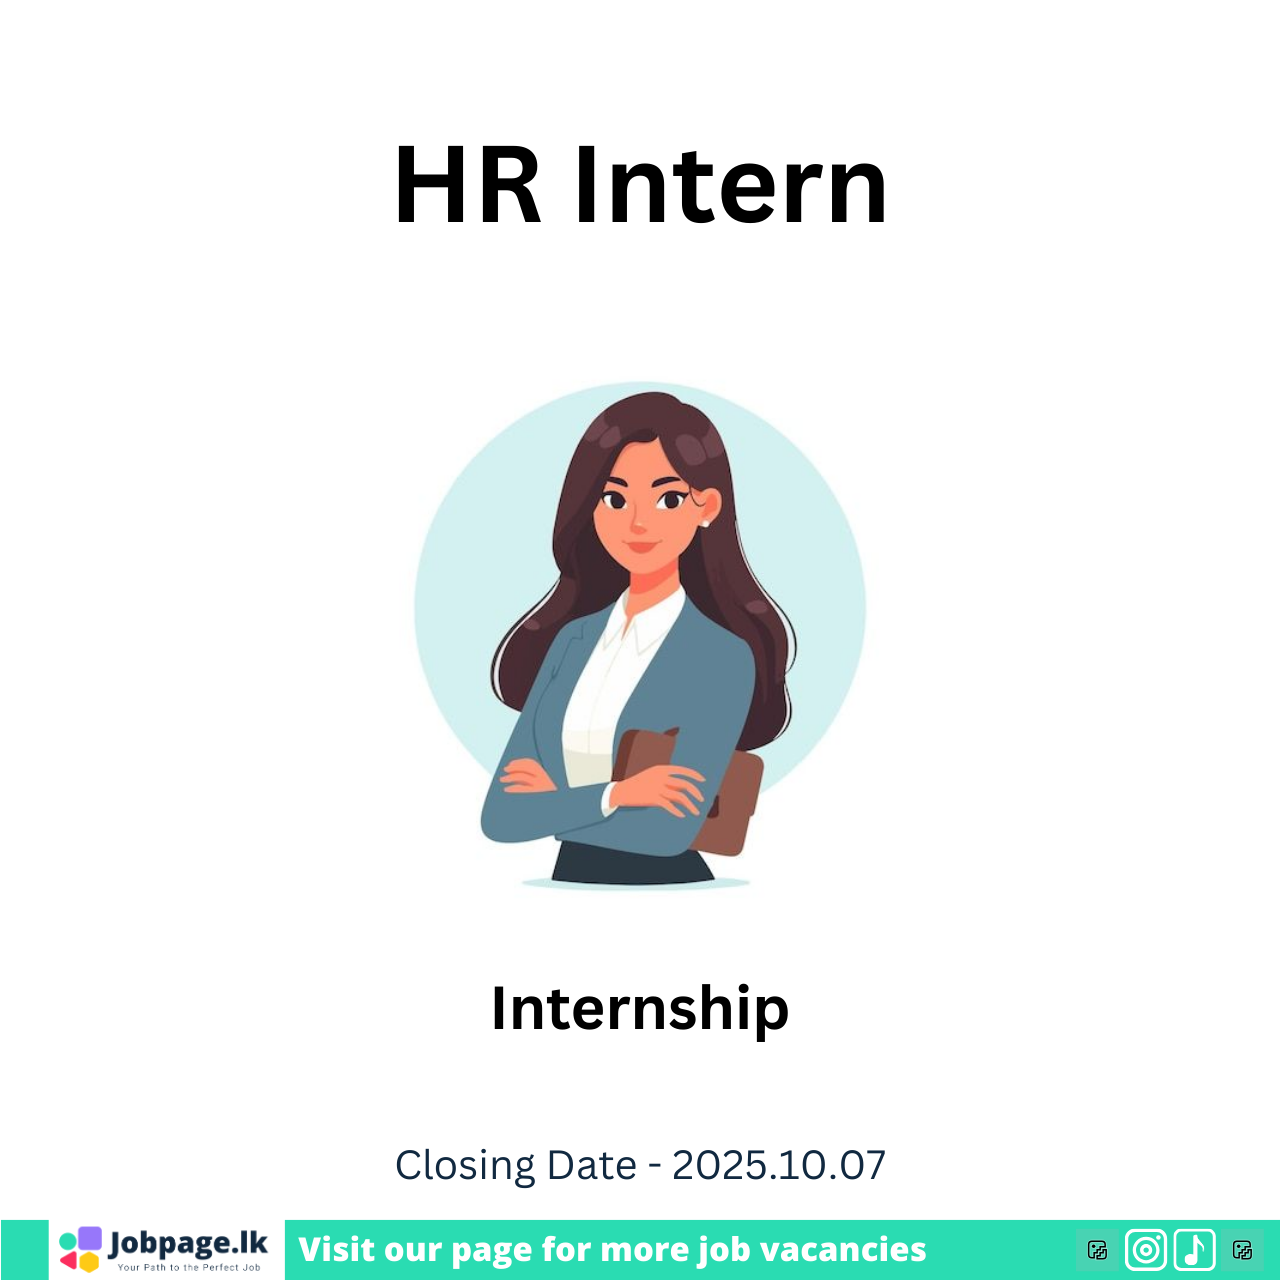 HR Intern
Internship
Closing Date - 2025.10.07
Jobpage.lk
Your Path to the Perfect Job
Visit our page for more job vacancies